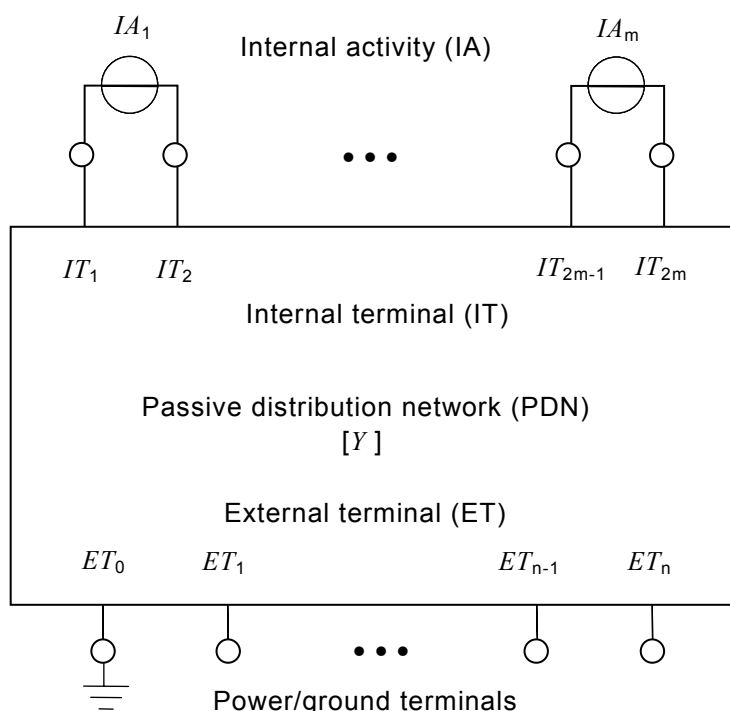 IA1 Internal activity (IA) IAm
•••
IT1 IT2 IT2m-1 IT2m
Internal terminal (IT)
Passive distribution network (PDN)
[Y]
External terminal (ET)
ET0 ET1 ETn-1 ETn
•••
Power/ground terminals